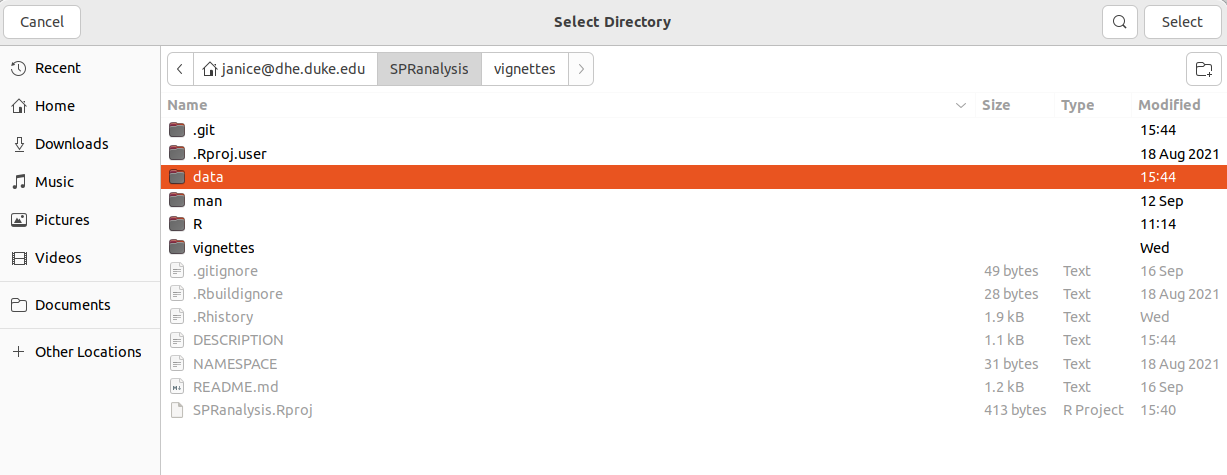 Cancel Select Directory Select
Recent
Home
Downloads
Music
Pictures
Videos
Documents
Other Locations
janice@dhe.duke.edu SPRanalysis vignettes
Name Size Type Modified
.git 15:44
.Rproj.user 18 Aug 2021
data 15:44
man 12 Sep
R 11:14
vignettes Wed
.gitignore 49 bytes Text 16 Sep
.Rbuildignore 28 bytes Text 18 Aug 2021
.Rhistory 1.9 kB Text Wed
DESCRIPTION 1.1 kB Text 15:44
NAMESPACE 31 bytes Text 18 Aug 2021
README.md 1.2 kB Text 16 Sep
SPRanalysis.Rproj 413 bytes R Project 15:40